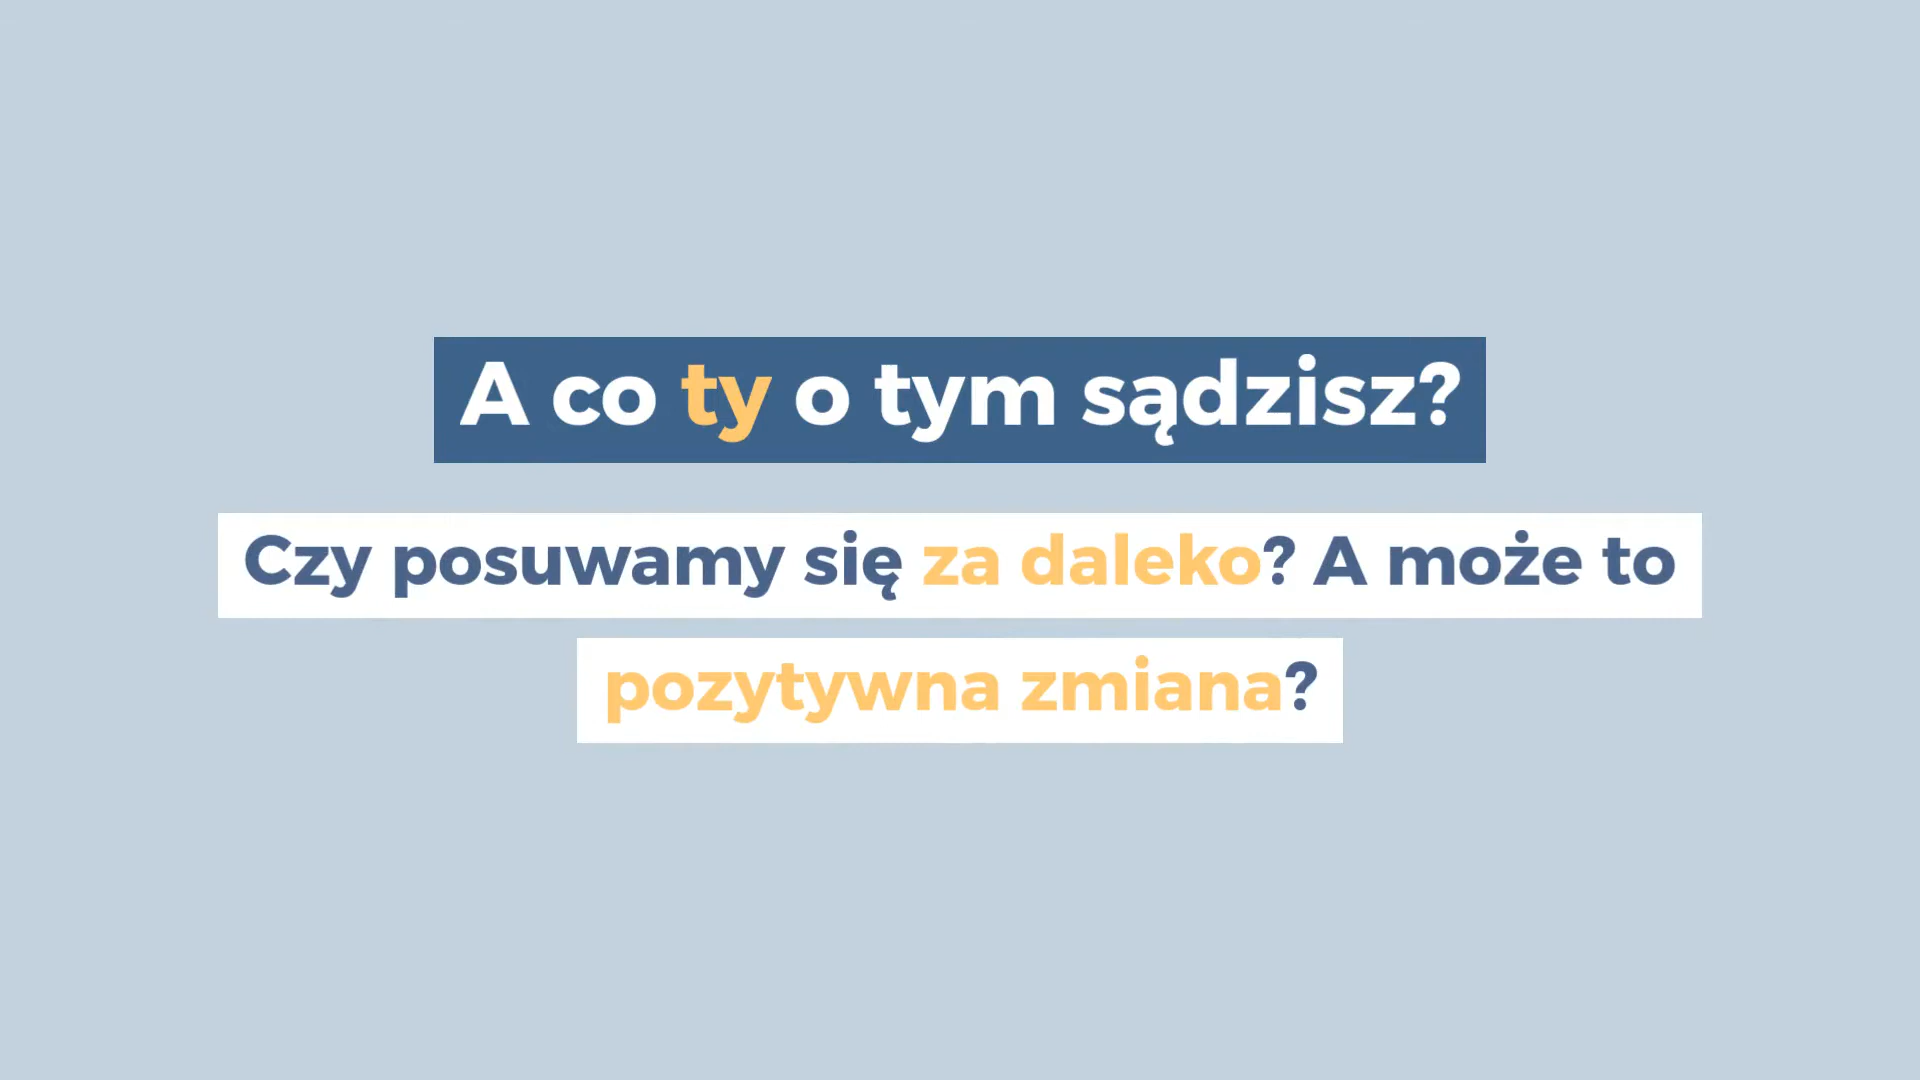 A co ty o tym sądzisz?
Czy posuwamy się za daleko? A może to
pozytywna zmiana?